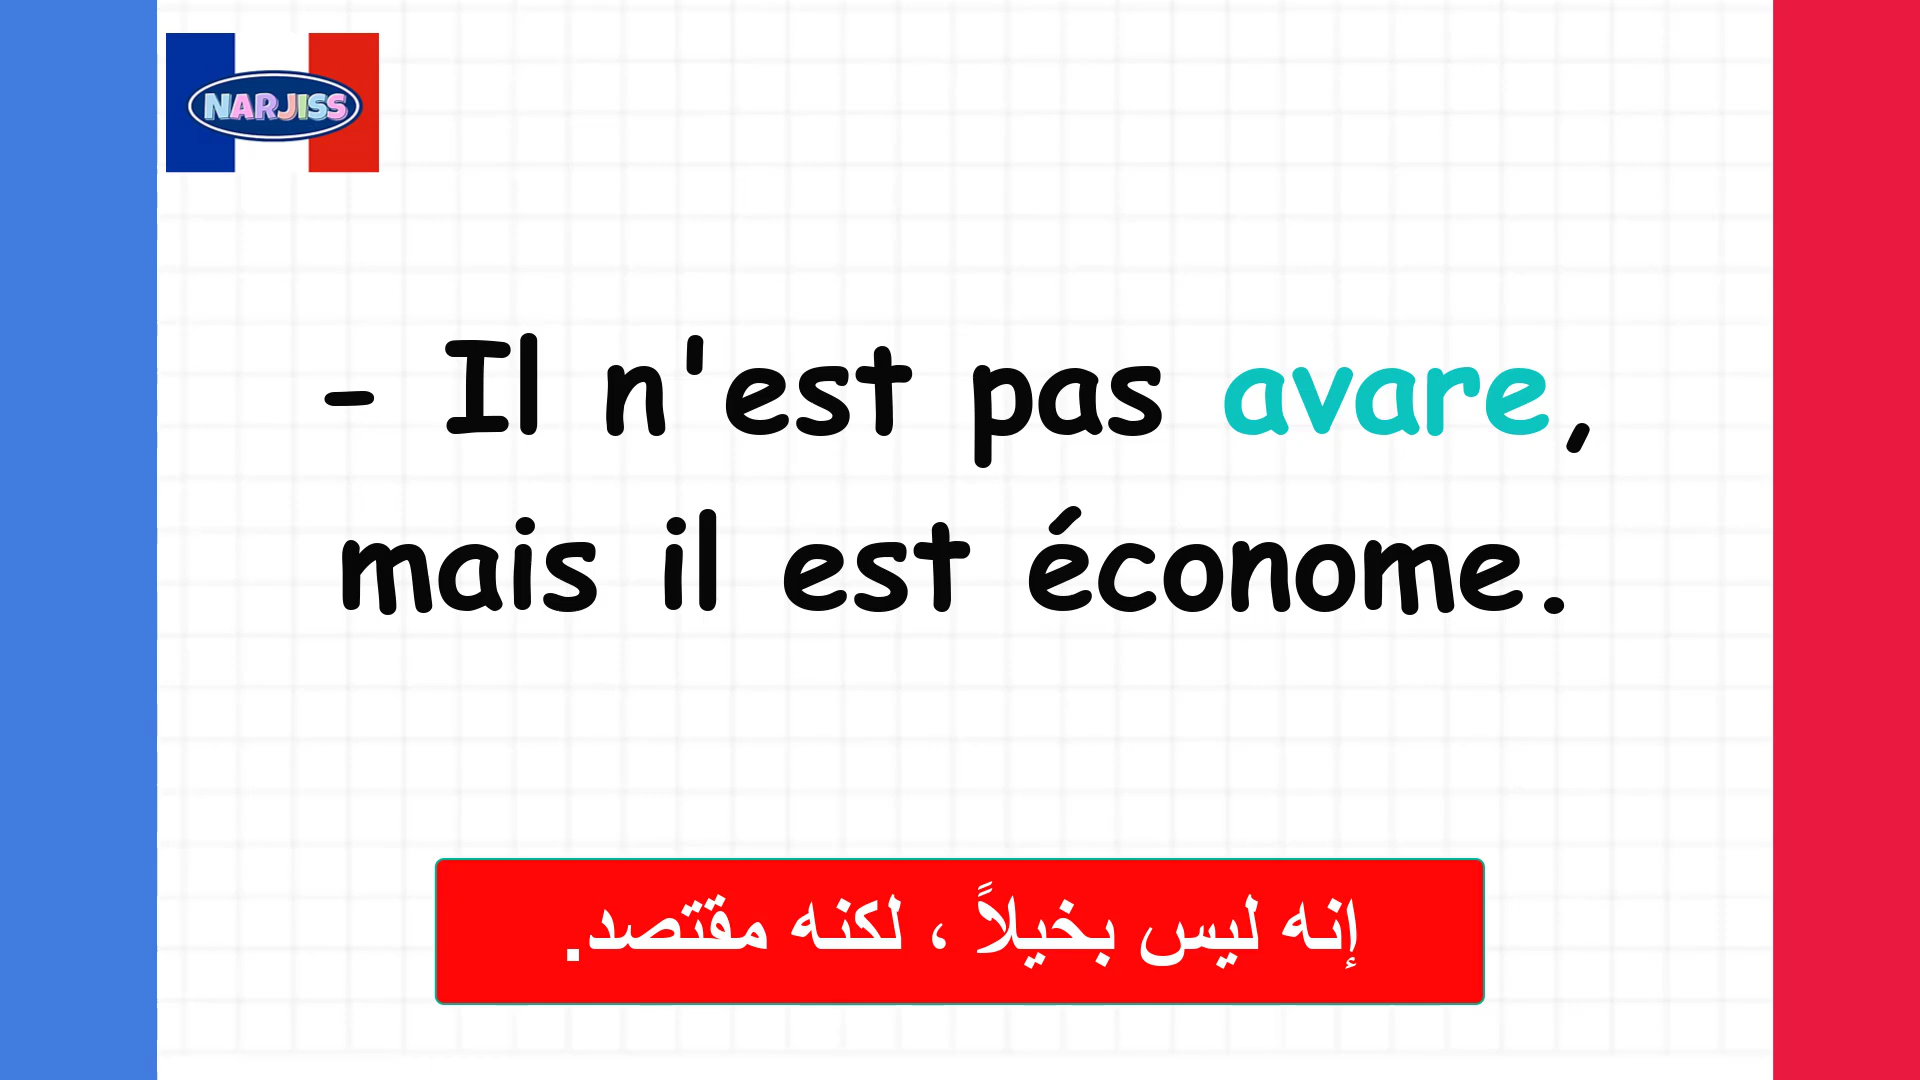 NARJISS
- Il n'est pas avare,
mais il est économe.
إنه ليس بخيلاً ، لكنه مقتصد.